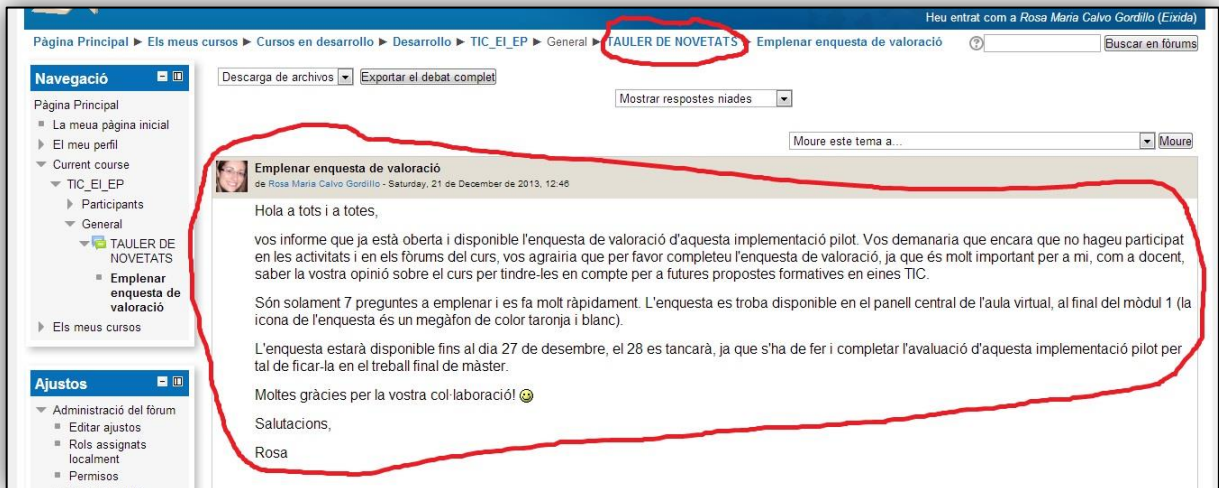 Heu entrat com a Rosa Maria Calvo Gordillo (Eixida)
Pàgina Principal ► Els meus cursos ► Cursos en desarrollo ► Desarrollo ► TIC_EI_EP ► General ► TAULER DE NOVETATS ► Emplenar enquesta de valoració
Buscar en fòrums
Navegació
Pàgina Principal
La meua pàgina inicial
El meu perfil
Current course
TIC_EI_EP
Participants
General
TAULER DE
NOVETATS
Emplenar
enquesta de
valoració
Els meus cursos
Ajustos
Administració del fòrum
Editar ajustos
Rols assignats
localment
Permisos
Descarga de archivos
Exportar el debat complet
Mostrar respostes niades
Moure este tema a...
Moure
Emplenar enquesta de valoració
de Rosa Maria Calvo Gordillo - Saturday, 21 de December de 2013, 12:46
Hola a tots i a totes,
vos informe que ja està oberta i disponible l'enquesta de valoració d'aquesta implementació pilot. Vos demanaria que encara que no hageu participat
en les activitats i en els fòrums del curs, vos agrairia que per favor completeu l'enquesta de valoració, ja que és molt important per a mi, com a docent,
saber la vostra opinió sobre el curs per tindre-les en compte per a futures propostes formatives en eines TIC.
Són solament 7 preguntes a emplenar i es fa molt ràpidament. L'enquesta es troba disponible en el panell central de l'aula virtual, al final del mòdul 1 (la
icona de l'enquesta és un megàfon de color taronja i blanc).
L'enquesta estarà disponible fins al dia 27 de desembre, el 28 es tancarà, ja que s'ha de fer i completar l'avaluació d'aquesta implementació pilot per
tal de ficar-la en el treball final de màster.
Moltes gràcies per la vostra col·laboració!
Salutacions,
Rosa